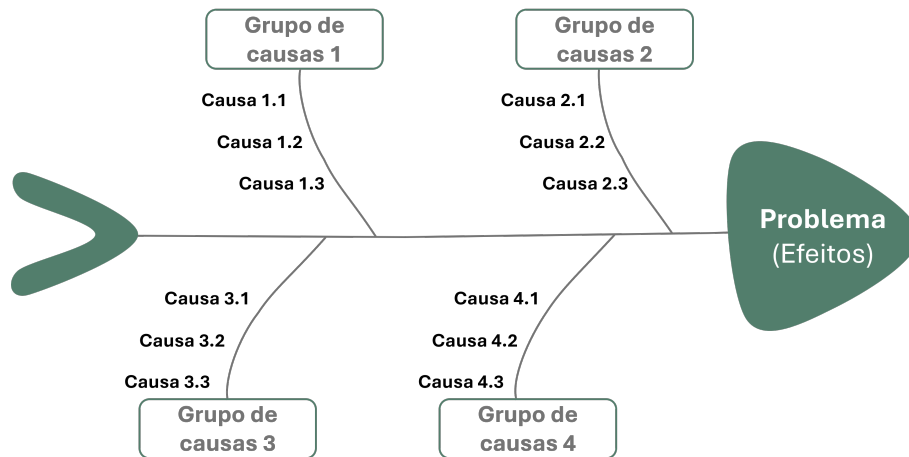 Grupo de
causas 1
Grupo de
causas 2
Causa 1.1
Causa 1.2
Causa 1.3
Causa 2.1
Causa 2.2
Causa 2.3
Problema
(Efeitos)
Causa 3.1
Causa 3.2
Causa 3.3
Causa 4.1
Causa 4.2
Causa 4.3
Grupo de
causas 3
Grupo de
causas 4